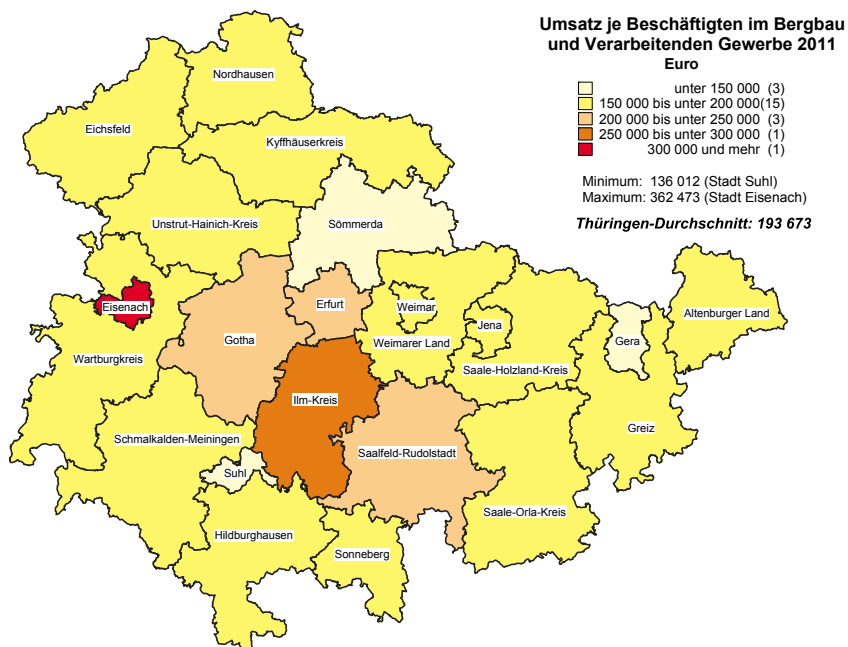 Umsatz je Beschäftigten im Bergbau
und Verarbeitenden Gewerbe 2011
Euro
unter 150 000 (3)
150 000 bis unter 200 000(15)
200 000 bis unter 250 000 (3)
250 000 bis unter 300 000 (1)
300 000 und mehr (1)
Minimum: 136 012 (Stadt Suhl)
Maximum: 362 473 (Stadt Eisenach)
Thüringen-Durchschnitt: 193 673
Nordhausen
Eichsfeld
Kyffhäuserkreis
Unstrut-Hainich-Kreis
Sömmerda
Eisenach
Erfurt
Weimar
Altenburger Land
Jena
Gotha
Weimarer Land
Gera
Wartburgkreis
Saale-Holzland-Kreis
Ilm-Kreis
Greiz
Schmalkalden-Meiningen
Saalfeld-Rudolstadt
Suhl
Saale-Orla-Kreis
Hildburghausen
Sonneberg